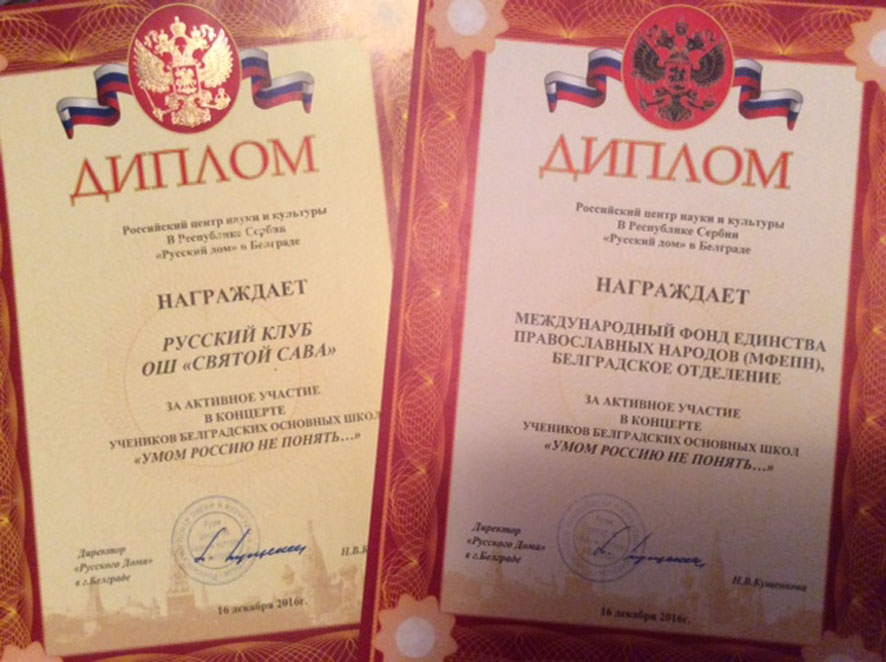 ДИПЛОМ
Российский центр науки и культуры
В Республике Сербии
«Русский дом» в Белграде
НАГРАЖДАЕТ
РУССКИЙ КЛУБ
ОШ «СВЯТОЙ САВА»
ЗА АКТИВНОЕ УЧАСТИЕ
В КОНЦЕРТЕ
УЧЕНИКОВ БЕЛГРАДСКИХ ОСНОВНЫХ ШКОЛ
«УМОМ РОССИЮ НЕ ПОНЯТЬ…»
Директор
«Русского Дома»
в г.Белграде
Н.В.К
16 декабря 2016г.
ДИПЛОМ
Российский центр науки и культуры
В Республике Сербии
«Русский дом» в Белграде
НАГРАЖДАЕТ
МЕЖДУНАРОДНЫЙ ФОНД ЕДИНСТВА
ПРАВОСЛАВНЫХ НАРОДОВ (МФЕПН),
БЕЛГРАДСКОЕ ОТДЕЛЕНИЕ
ЗА АКТИВНОЕ УЧАСТИЕ
В КОНЦЕРТЕ
УЧЕНИКОВ БЕЛГРАДСКИХ ОСНОВНЫХ ШКОЛ
«УМОМ РОССИЮ НЕ ПОНЯТЬ…»
Директор
«Русского Дома»
в г.Белграде
Н.В.Кущенкова
16 декабря 2016г.